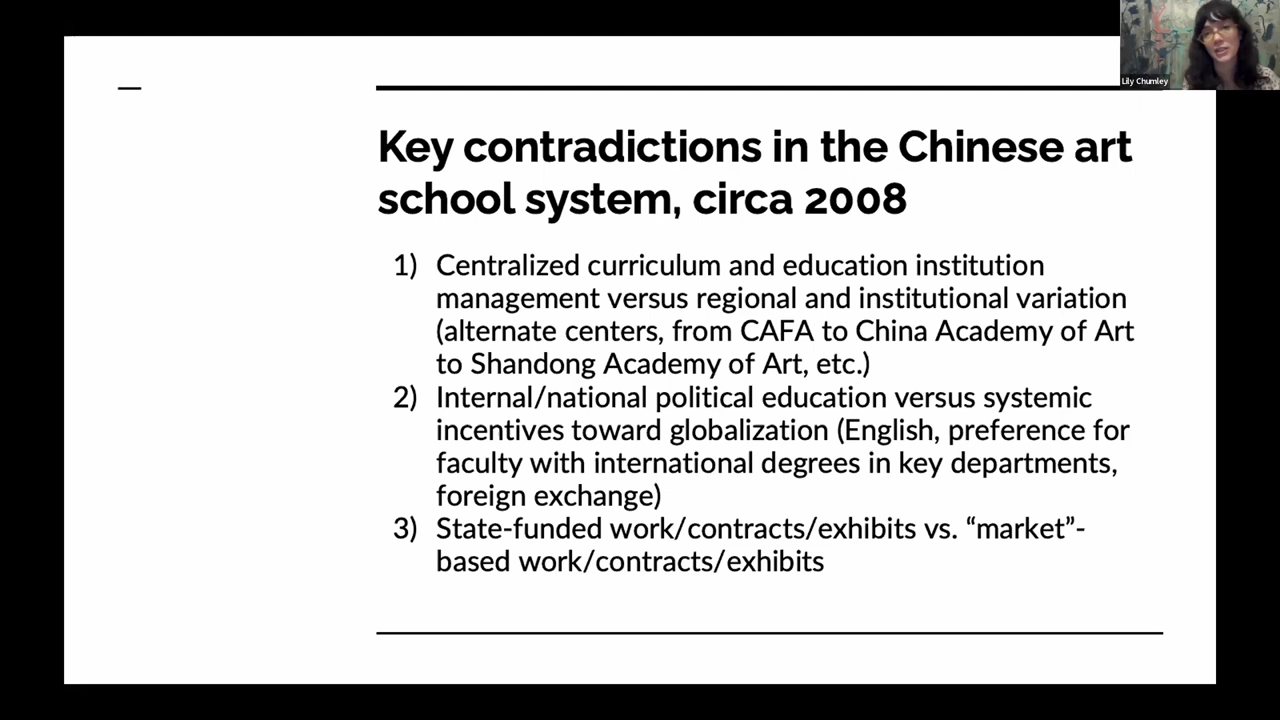 Lily Chumley
Key contradictions in the Chinese art
school system, circa 2008
1) Centralized curriculum and education institution
management versus regional and institutional variation
(alternate centers, from CAFA to China Academy of Art
to Shandong Academy of Art, etc.)
2) Internal/national political education versus systemic
incentives toward globalization (English, preference for
faculty with international degrees in key departments,
foreign exchange)
3) State-funded work/contracts/exhibits vs. “market”-
based work/contracts/exhibits